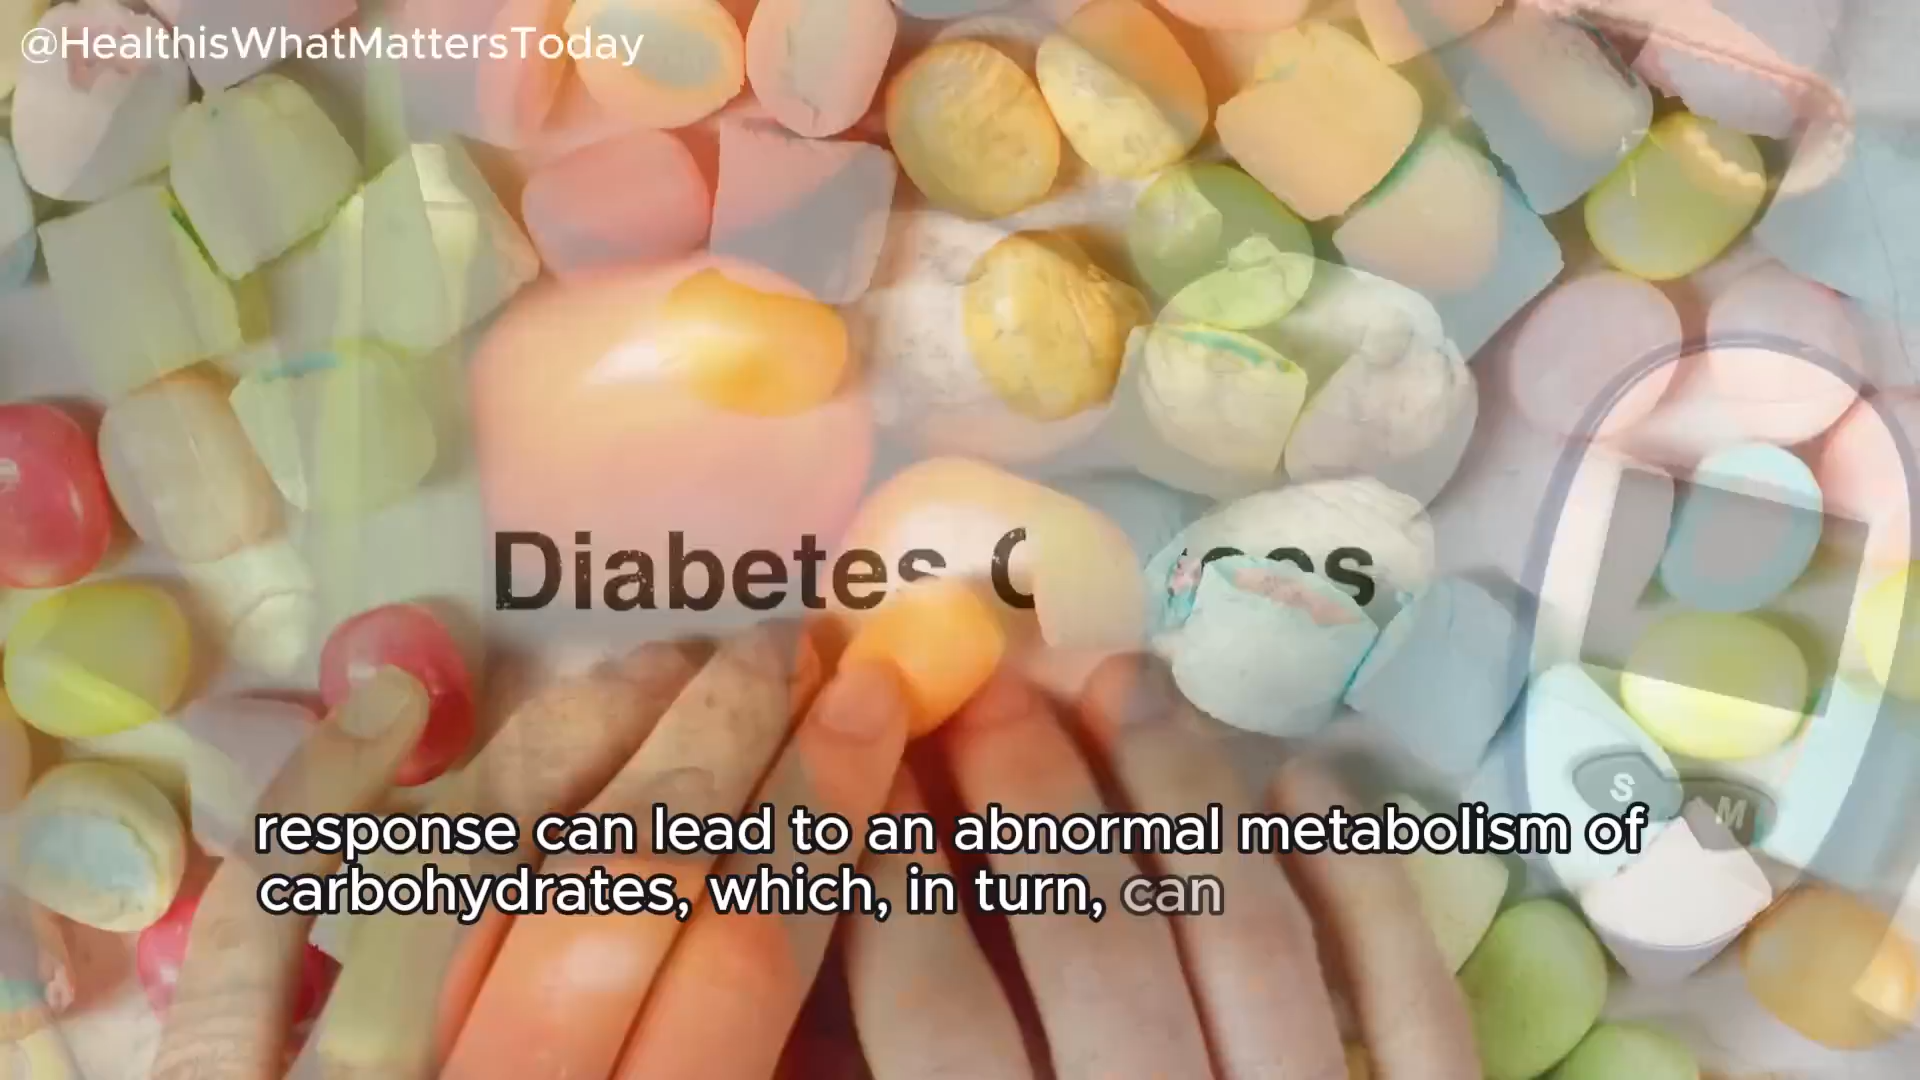 @HealthisWhatMattersToday
Diabetes
S
M
response can lead to an abnormal metabolism of
carbohydrates, which, in turn, can